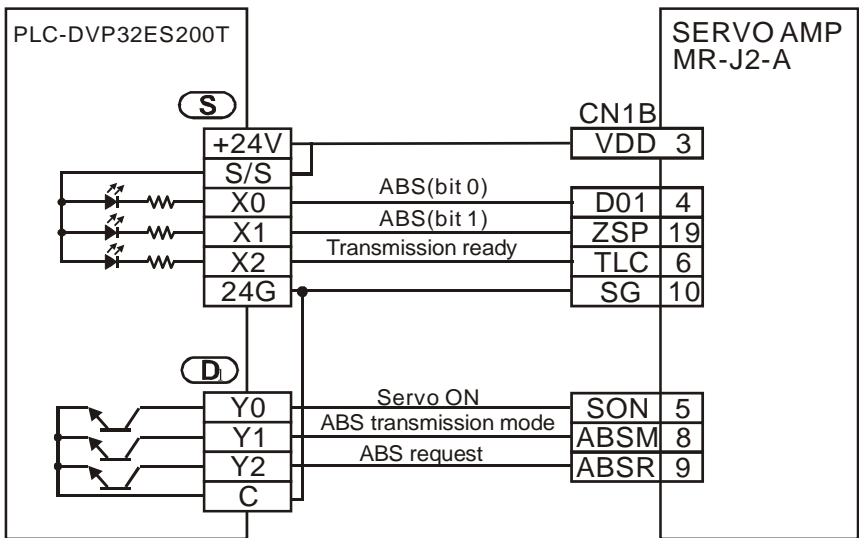 PLC-DVP32ES200T
SERVO AMP
MR-J2-A
S
CN1B
+24V
VDD 3
S/S
X0
ABS(bit 0)
D01 4
X1
ABS(bit 1)
ZSP 19
X2
Transmission ready
TLC 6
24G
SG 10
D
Y0
Servo ON
SON 5
Y1
ABS transmission mode
ABSM 8
Y2
ABS request
ABSR 9
C